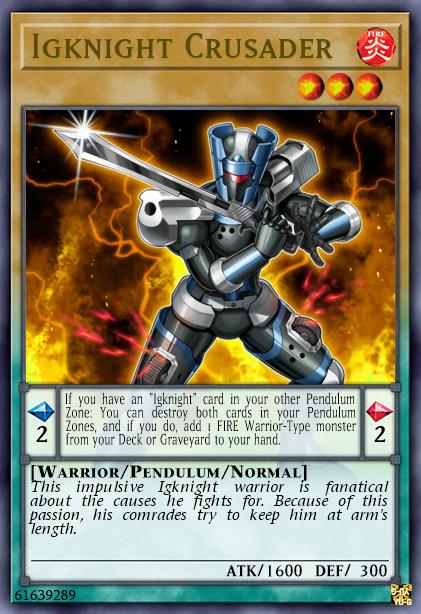 Igknight Crusader
FIRE
炎
If you have an "Igknight" card in your other Pendulum
Zone: You can destroy both cards in your Pendulum
Zones, and if you do, add 1 FIRE Warrior-Type monster
from your Deck or Graveyard to your hand.
2
2
[Warrior/Pendulum/Normal]
This impulsive Igknight warrior is fanatical
about the causes he fights for. Because of this
passion, his comrades try to keep him at arm's
length.
ATK/1600 DEF/ 300
61639289